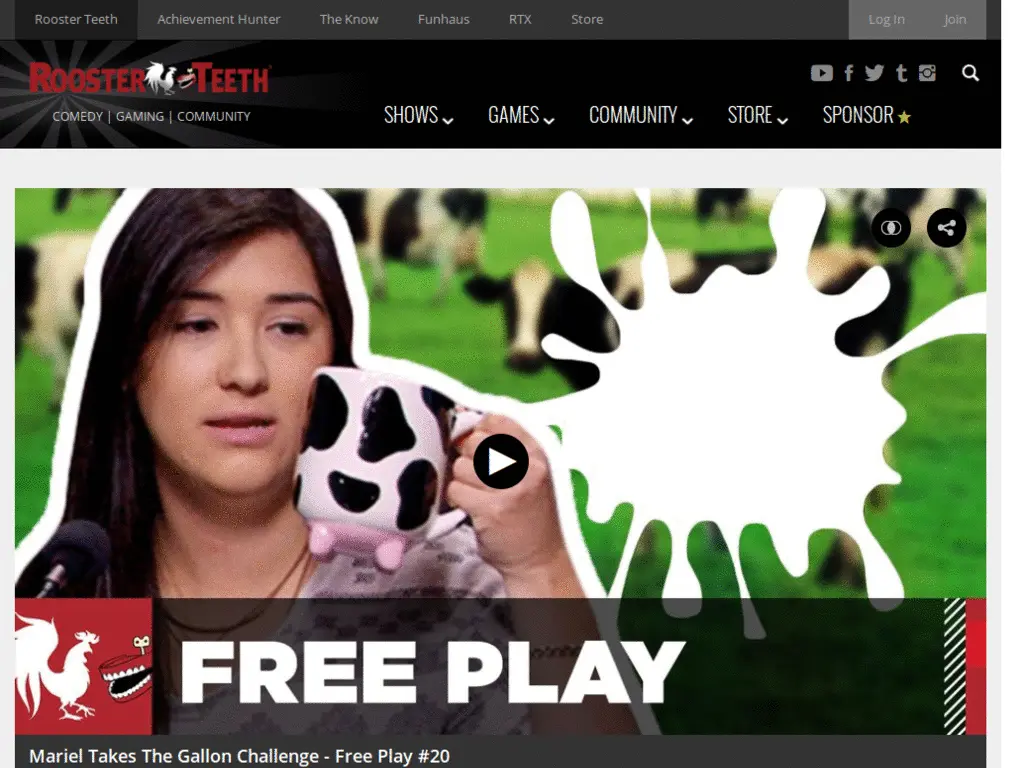 Rooster Teeth Achievement Hunter The Know Funhaus RTX Store Log In Join
ROOSTER TEETH
COMEDY | GAMING | COMMUNITY
SHOWS GAMES COMMUNITY STORE SPONSOR
FREE PLAY
Mariel Takes The Gallon Challenge - Free Play #20